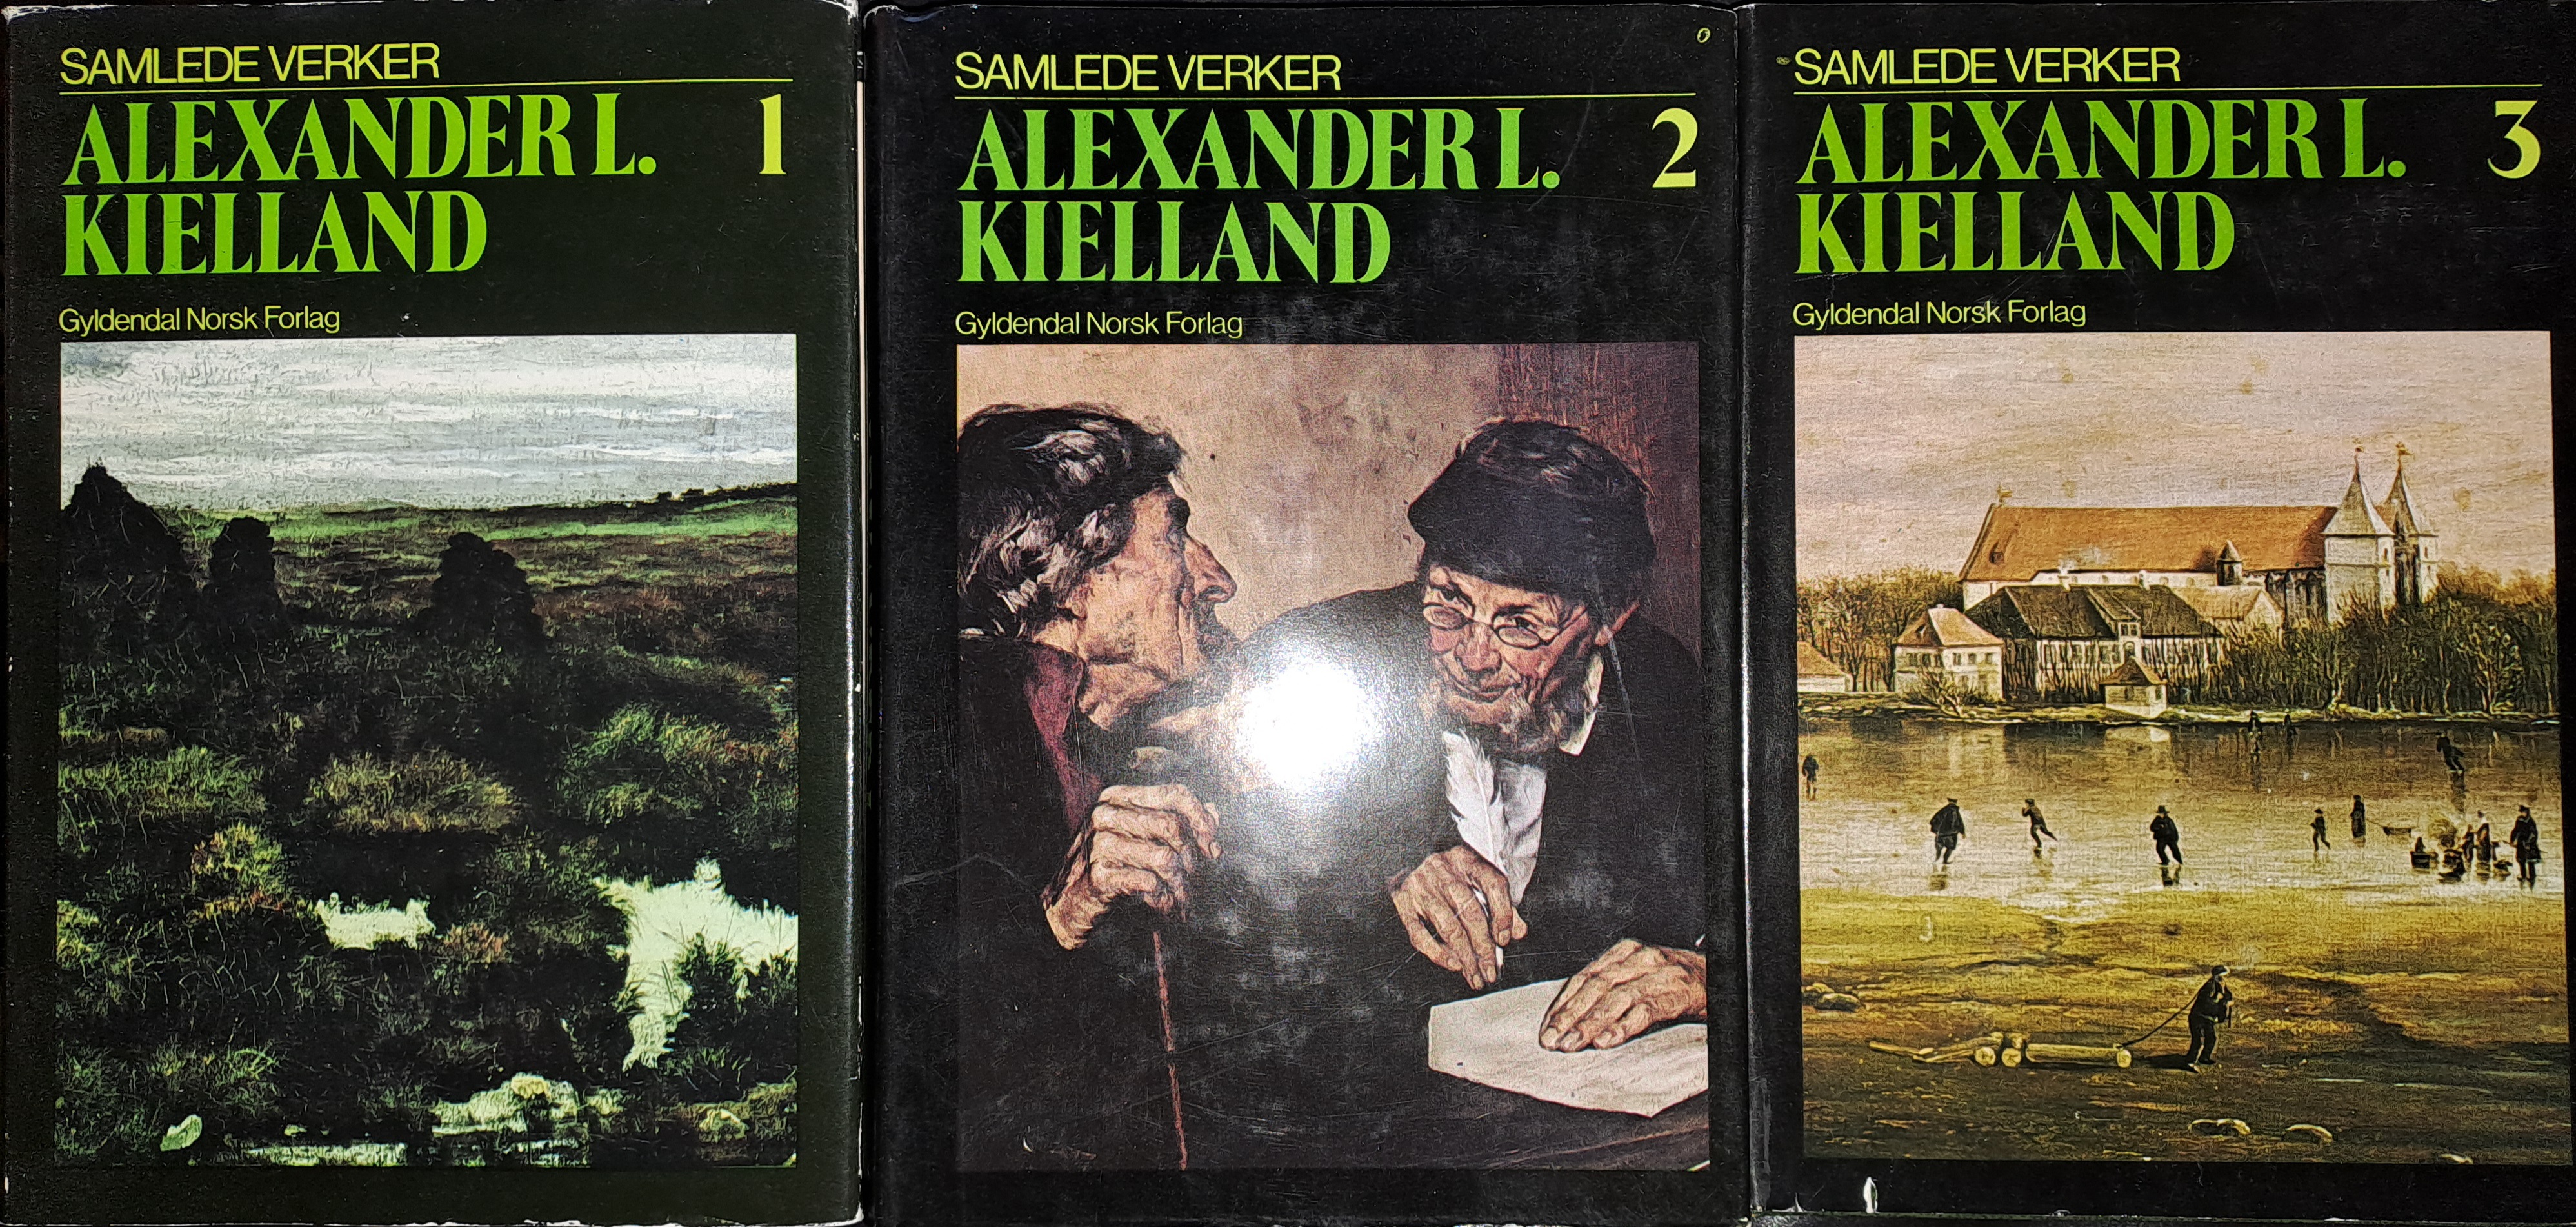 SAMLEDE VERKER
ALEXANDER L. 1
KIELLAND
Gyldendal Norsk Forlag
SAMLEDE VERKER
ALEXANDER L. 2
KIELLAND
Gyldendal Norsk Forlag
SAMLEDE VERKER
ALEXANDER L. 3
KIELLAND
Gyldendal Norsk Forlag